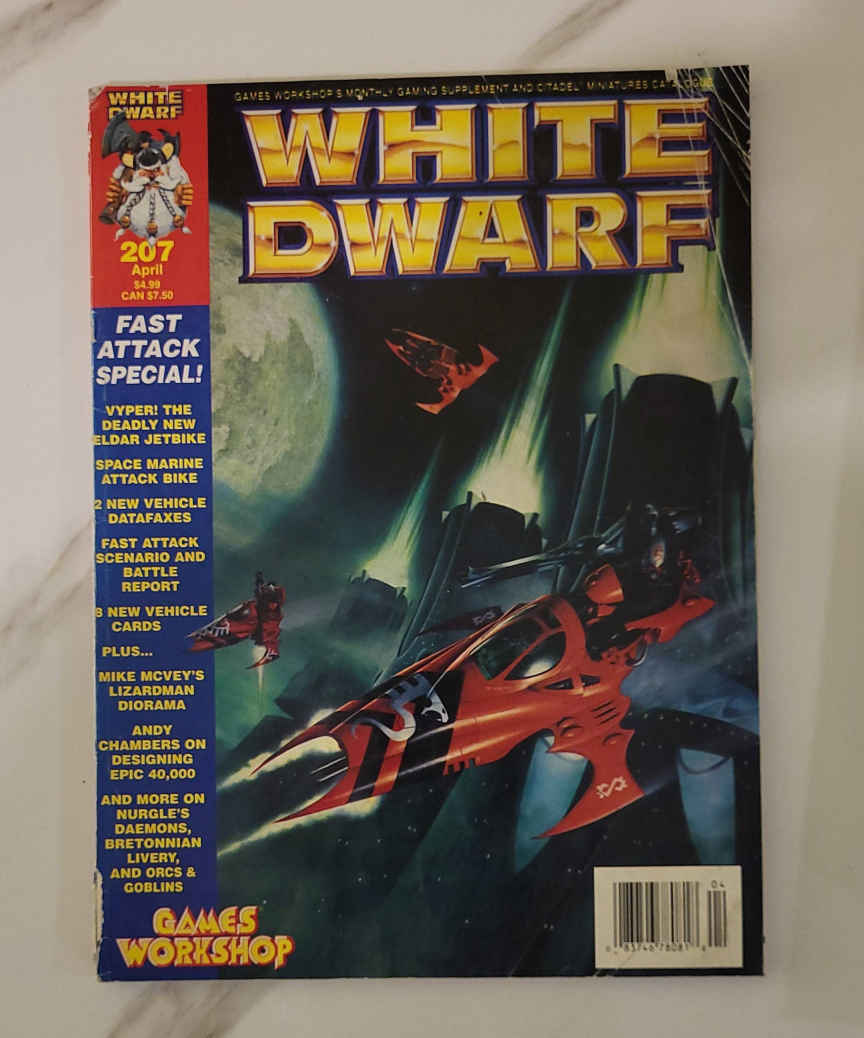 GAMES WORKSHOP'S MONTHLY GAMING SUPPLEMENT AND CITADEL MINIATURES CATALOGUE
WHITE
DWARF
WHITE
DWARF
207
April
$4.99
CAN $7.50
FAST
ATTACK
SPECIAL!
VYPER! THE
DEADLY NEW
ELDAR JETBIKE
SPACE MARINE
ATTACK BIKE
2 NEW VEHICLE
DATAFAXES
FAST ATTACK
SCENARIO AND
BATTLE
REPORT
8 NEW VEHICLE
CARDS
PLUS...
MIKE MCVEY'S
LIZARDMAN
DIORAMA
ANDY
CHAMBERS ON
DESIGNING
EPIC 40,000
AND MORE ON
NURGLE'S
DAEMONS,
BRETONNIAN
LIVERY,
AND ORCS &
GOBLINS
GAMES
WORKSHOP
04
83746 78081